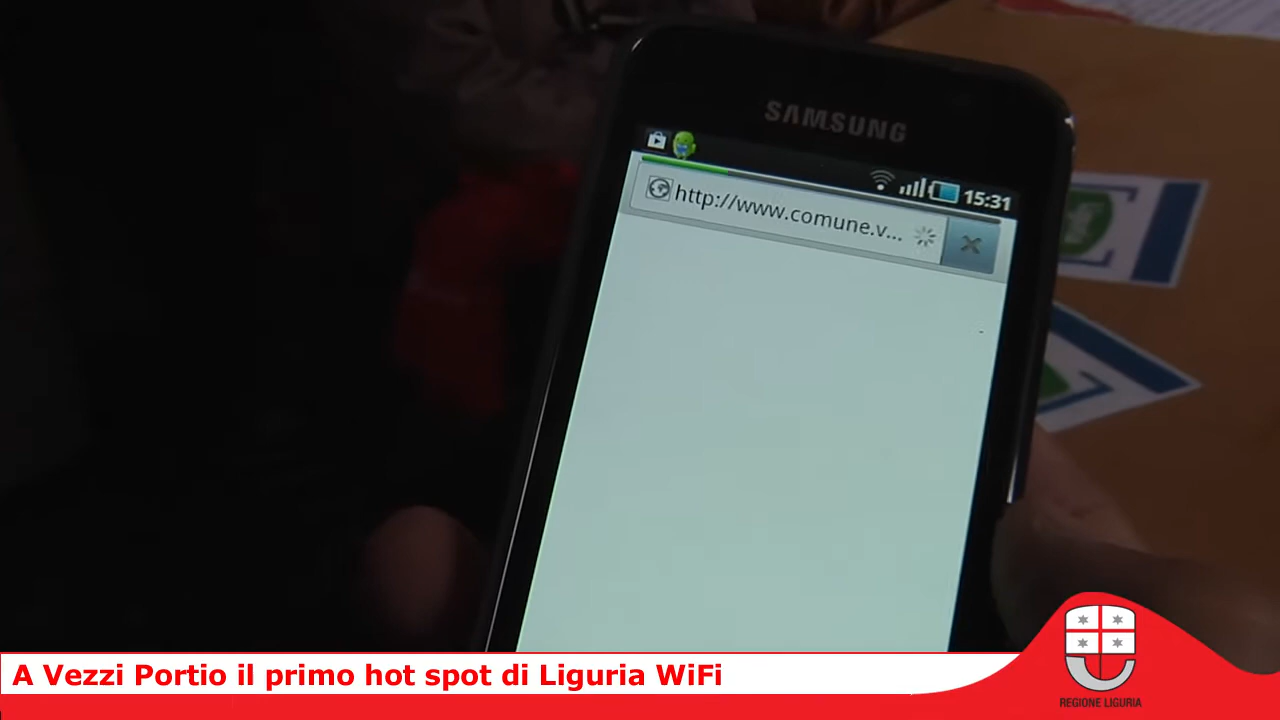 SAMSUNG
15:31
http://www.comune.v...
A Vezzi Portio il primo hot spot di Liguria WiFi
REGIONE LIGURIA